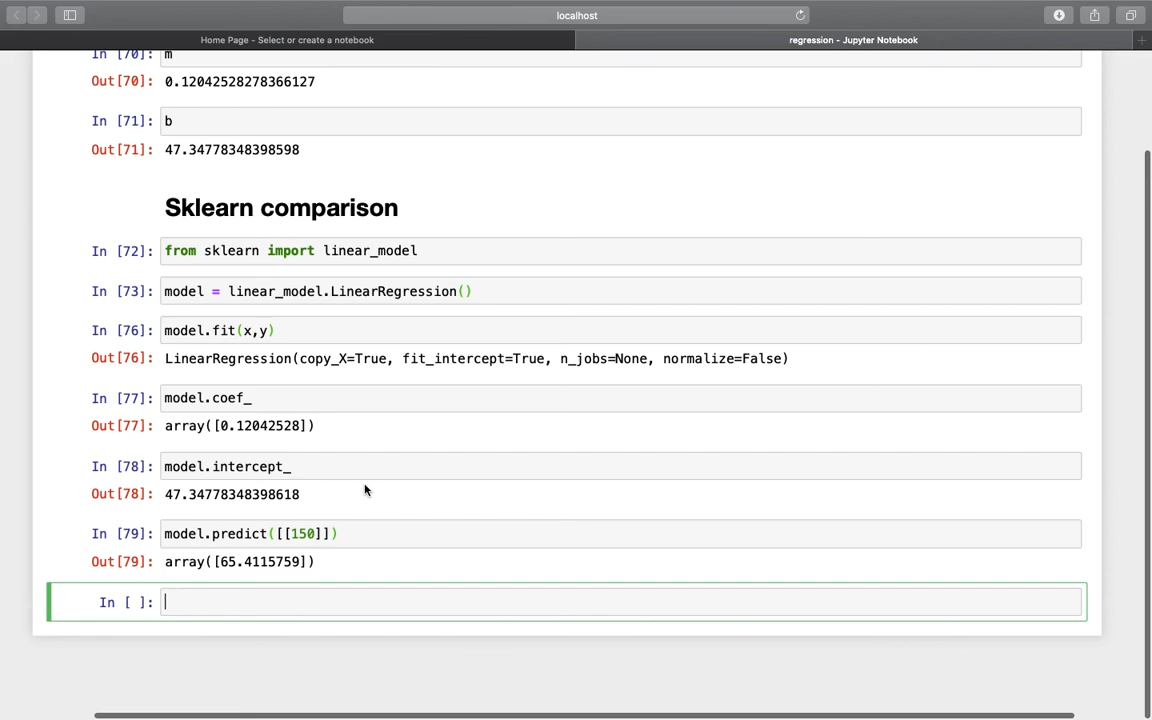 localhost
Home Page - Select or create a notebook
regression - Jupyter Notebook
In [70]: m
Out[70]: 0.12042528278366127
In [71]: b
Out[71]: 47.34778348398598
Sklearn comparison
In [72]: from sklearn import linear_model
In [73]: model = linear_model.LinearRegression()
In [76]: model.fit(x,y)
Out[76]: LinearRegression(copy_X=True, fit_intercept=True, n_jobs=None, normalize=False)
In [77]: model.coef_
Out[77]: array([0.12042528])
In [78]: model.intercept_
Out[78]: 47.34778348398618
In [79]: model.predict([[150]])
Out[79]: array([65.4115759])
In [ ]: